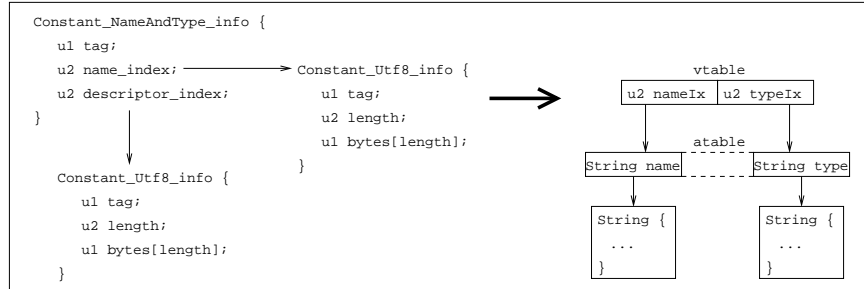 Constant_NameAndType_info {
u1 tag;
u2 name_index;
u2 descriptor_index;
}
Constant_Utf8_info {
u1 tag;
u2 length;
u1 bytes[length];
}
Constant_Utf8_info {
u1 tag;
u2 length;
u1 bytes[length];
}
vtable
u2 nameIx u2 typeIx
atable
String name String type
String {
...
}
String {
...
}